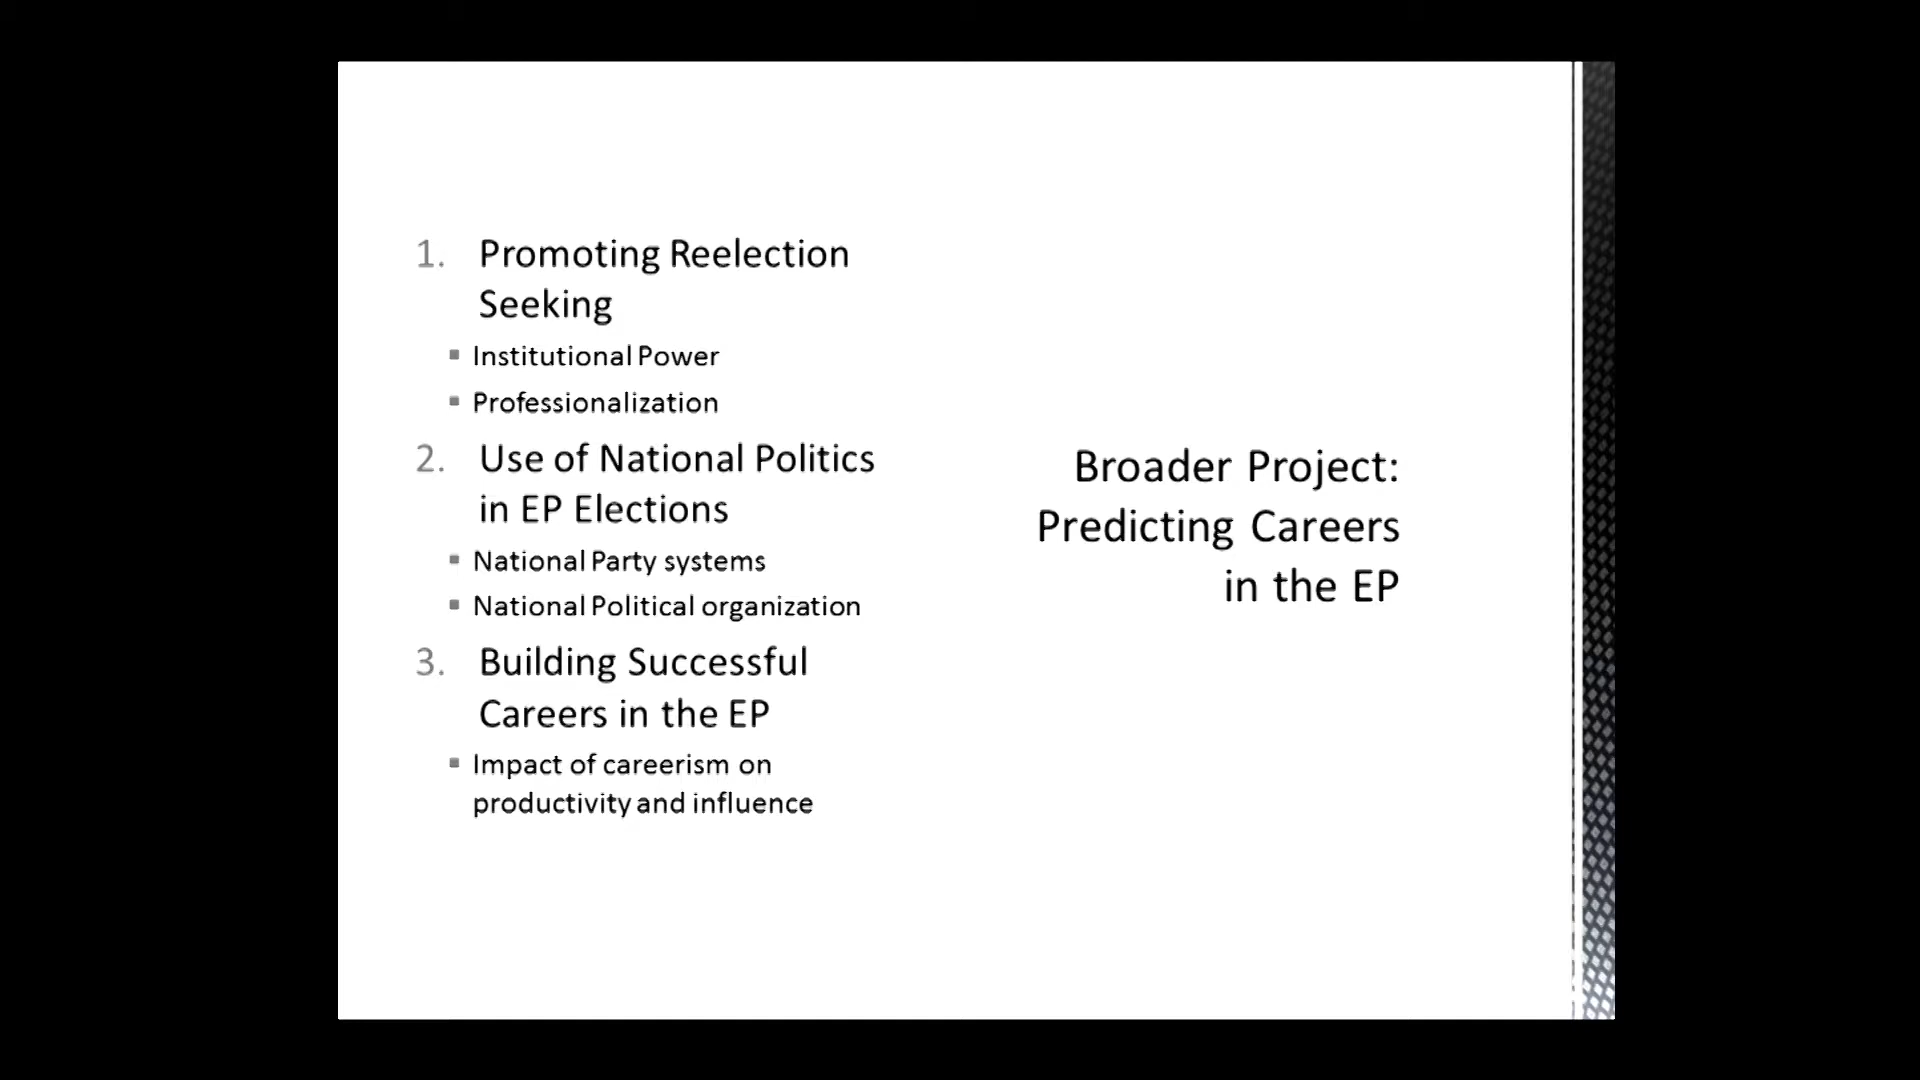 1. Promoting Reelection
Seeking
▪ Institutional Power
▪ Professionalization
2. Use of National Politics
in EP Elections
▪ National Party systems
▪ National Political organization
3. Building Successful
Careers in the EP
▪ Impact of careerism on
productivity and influence
Broader Project:
Predicting Careers
in the EP